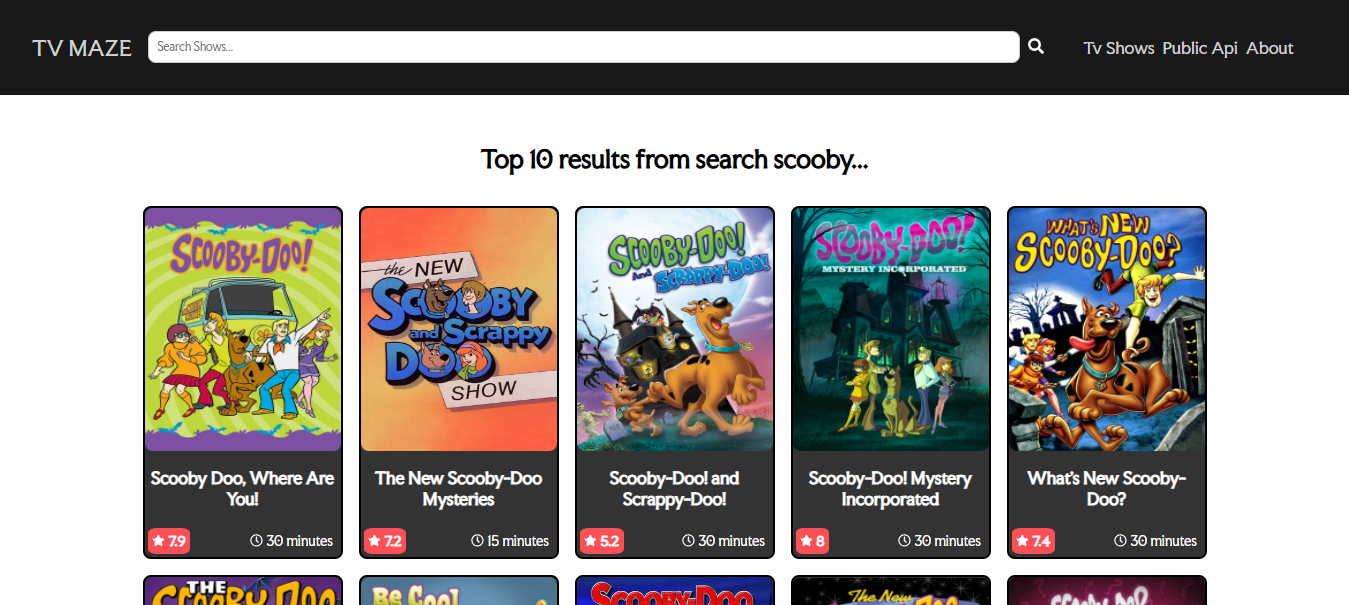 TV MAZE Search Shows... Tv Shows Public Api About
Top 10 results from search scooby...
SCOOBY-DOO!
the NEW
SCOOBY
and Scrappy
DOO
SHOW
SCOOBY-DOO!
And SCRAPPY-DOO!
SCOOBY-DOO!
MYSTERY INCORPORATED
WHAT'S NEW
SCOOBY-DOO?
Scooby Doo, Where Are
You!
The New Scooby-Doo
Mysteries
Scooby-Doo! and
Scrappy-Doo!
Scooby-Doo! Mystery
Incorporated
What's New Scooby-
Doo?
7.9 30 minutes
7.2 15 minutes
5.2 30 minutes
8 30 minutes
7.4 30 minutes
THE
SCOOBY-DOO
Be Cool
SCOOBY-DOO
The New
SCOOBY-DOO